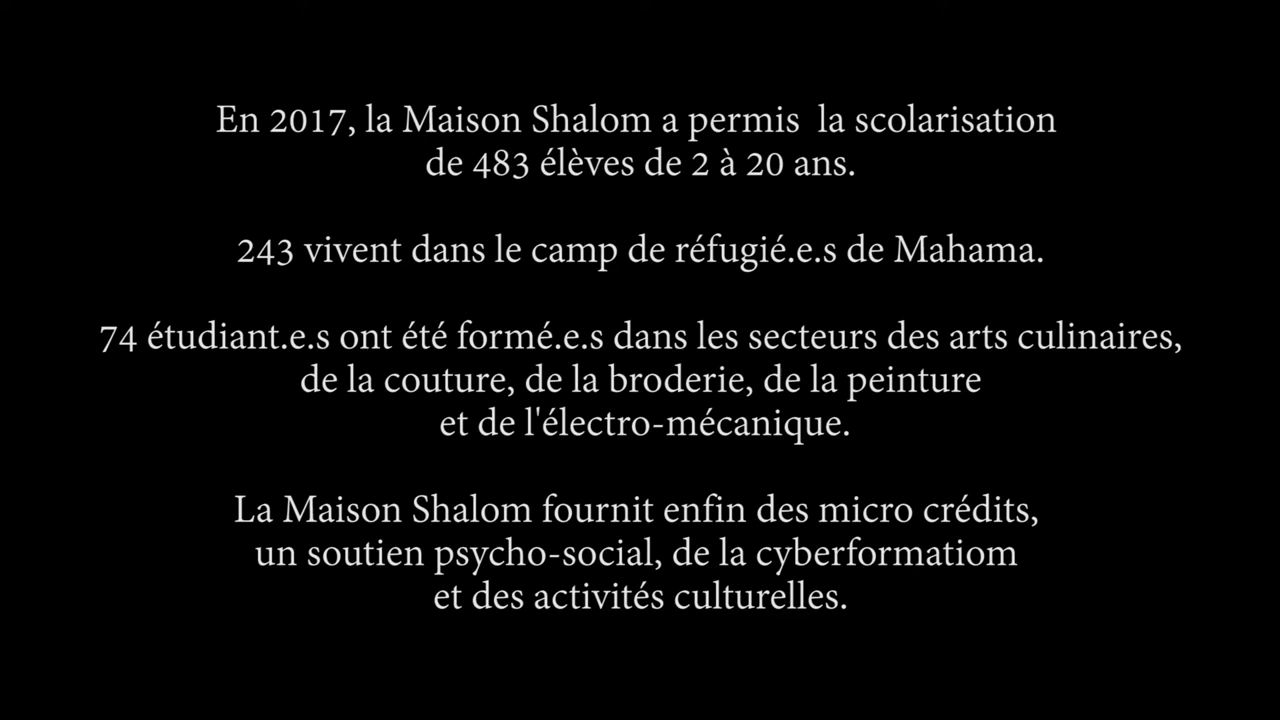 En 2017, la Maison Shalom a permis  la scolarisation
de 483 élèves de 2 à 20 ans.
243 vivent dans le camp de réfugié.e.s de Mahama.
74 étudiant.e.s ont été formé.e.s dans les secteurs des arts culinaires,
de la couture, de la broderie, de la peinture
et de l'électro-mécanique.
La Maison Shalom fournit enfin des micro crédits,
un soutien psycho-social, de la cyberformatiom
et des activités culturelles.